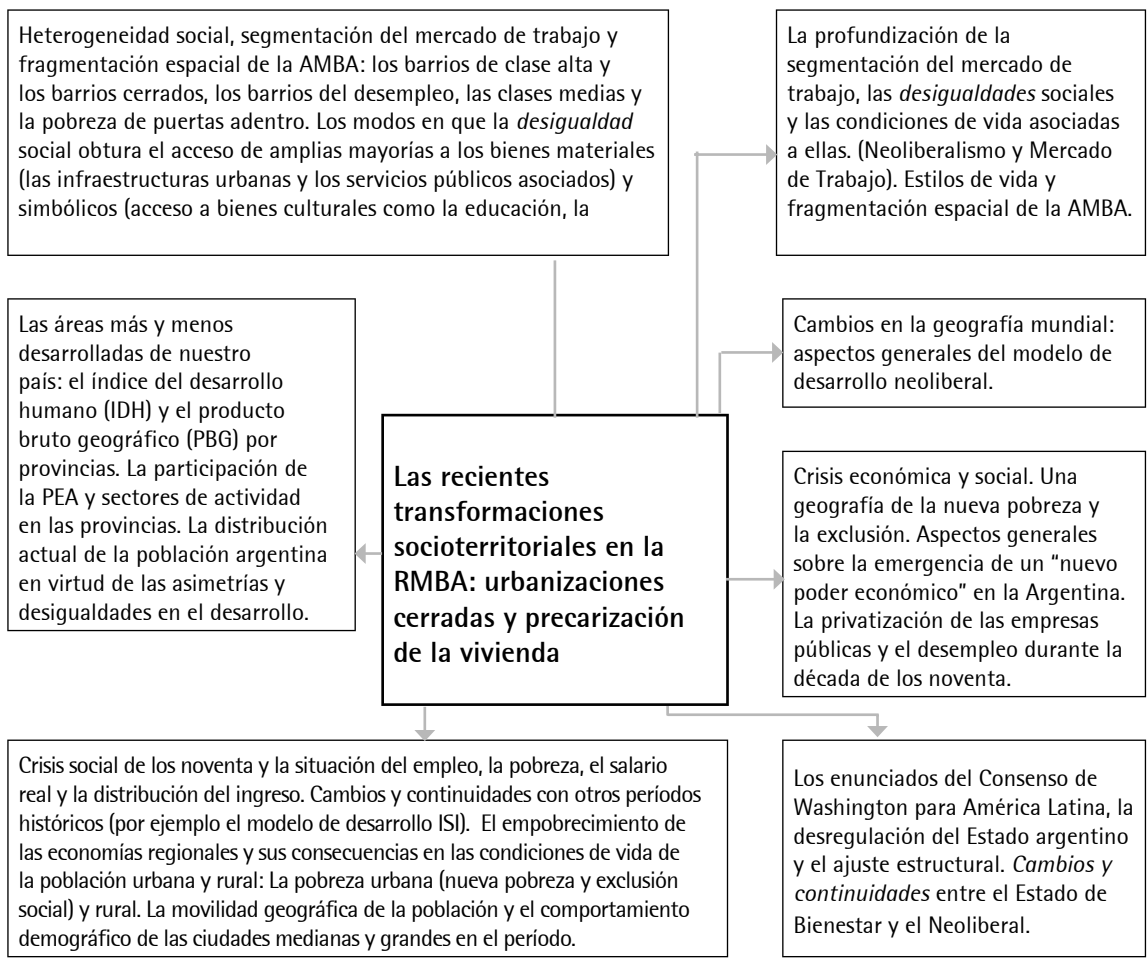 Heterogeneidad social, segmentación del mercado de trabajo y
fragmentación espacial de la AMBA: los barrios de clase alta y
los barrios cerrados, los barrios del desempleo, las clases medias y
la pobreza de puertas adentro. Los modos en que la desigualdad
social obtura el acceso de amplias mayorías a los bienes materiales
(las infraestructuras urbanas y los servicios públicos asociados) y
simbólicos (acceso a bienes culturales como la educación, la
La profundización de la
segmentación del mercado de
trabajo, las desigualdades sociales
y las condiciones de vida asociadas
a ellas. (Neoliberalismo y Mercado
de Trabajo). Estilos de vida y
fragmentación espacial de la AMBA.
Las áreas más y menos
desarrolladas de nuestro
país: el índice del desarrollo
humano (IDH) y el producto
bruto geográfico (PBG) por
provincias. La participación de
la PEA y sectores de actividad
en las provincias. La distribución
actual de la población argentina
en virtud de las asimetrías y
desigualdades en el desarrollo.
Cambios en la geografía mundial:
aspectos generales del modelo de
desarrollo neoliberal.
Las recientes
transformaciones
socioterritoriales en la
RMBA: urbanizaciones
cerradas y precarización
de la vivienda
Crisis económica y social. Una
geografía de la nueva pobreza y
la exclusión. Aspectos generales
sobre la emergencia de un “nuevo
poder económico” en la Argentina.
La privatización de las empresas
públicas y el desempleo durante la
década de los noventa.
Crisis social de los noventa y la situación del empleo, la pobreza, el salario
real y la distribución del ingreso. Cambios y continuidades con otros períodos
históricos (por ejemplo el modelo de desarrollo ISI). El empobrecimiento de
las economías regionales y sus consecuencias en las condiciones de vida de
la población urbana y rural: La pobreza urbana (nueva pobreza y exclusión
social) y rural. La movilidad geográfica de la población y el comportamiento
demográfico de las ciudades medianas y grandes en el período.
Los enunciados del Consenso de
Washington para América Latina, la
desregulación del Estado argentino
y el ajuste estructural. Cambios y
continuidades entre el Estado de
Bienestar y el Neoliberal.